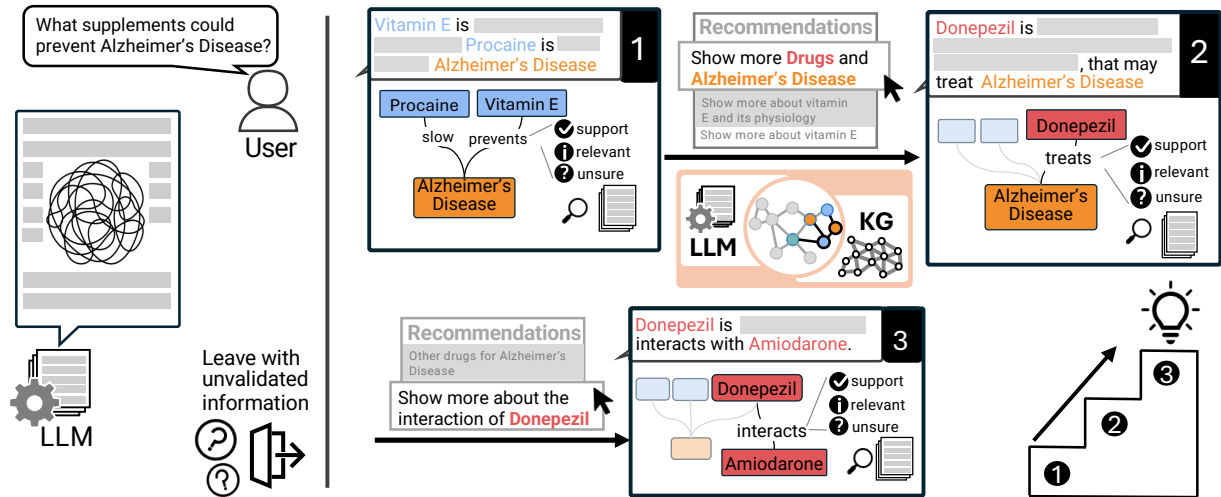 What supplements could
prevent Alzheimer's Disease?
User
LLM
Leave with
unvalidated
information
Vitamin E is
Procaine is
Alzheimer's Disease
1
Procaine
Vitamin E
slow
prevents
support
relevant
unsure
Alzheimer's
Disease
Recommendations
Show more Drugs and
Alzheimer's Disease
Show more about vitamin
E and its physiology
Show more about vitamin E
LLM
KG
Donepezil is
, that may
treat Alzheimer's Disease
2
Donepezil
treats
support
relevant
unsure
Alzheimer's
Disease
Recommendations
Other drugs for Alzheimer's
Disease
Show more about the
interaction of Donepezil
Donepezil is
interacts with Amiodarone.
3
Donepezil
interacts
support
relevant
unsure
Amiodarone
1
2
3